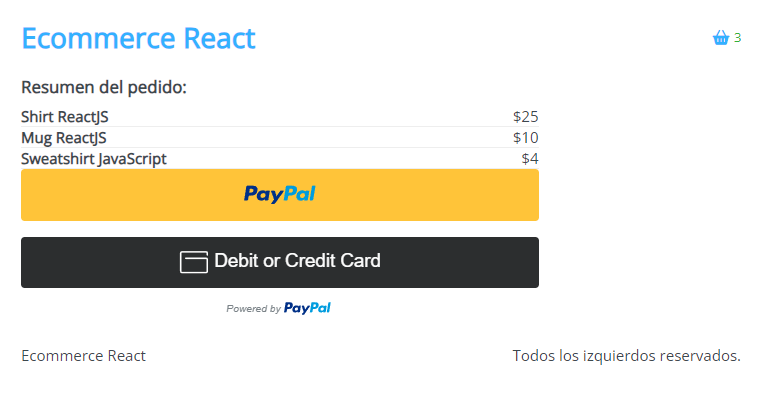 Ecommerce React 3
Resumen del pedido:
Shirt ReactJS $25
Mug ReactJS $10
Sweatshirt JavaScript $4
PayPal
Debit or Credit Card
Powered by PayPal
Ecommerce React Todos los izquierdos reservados.